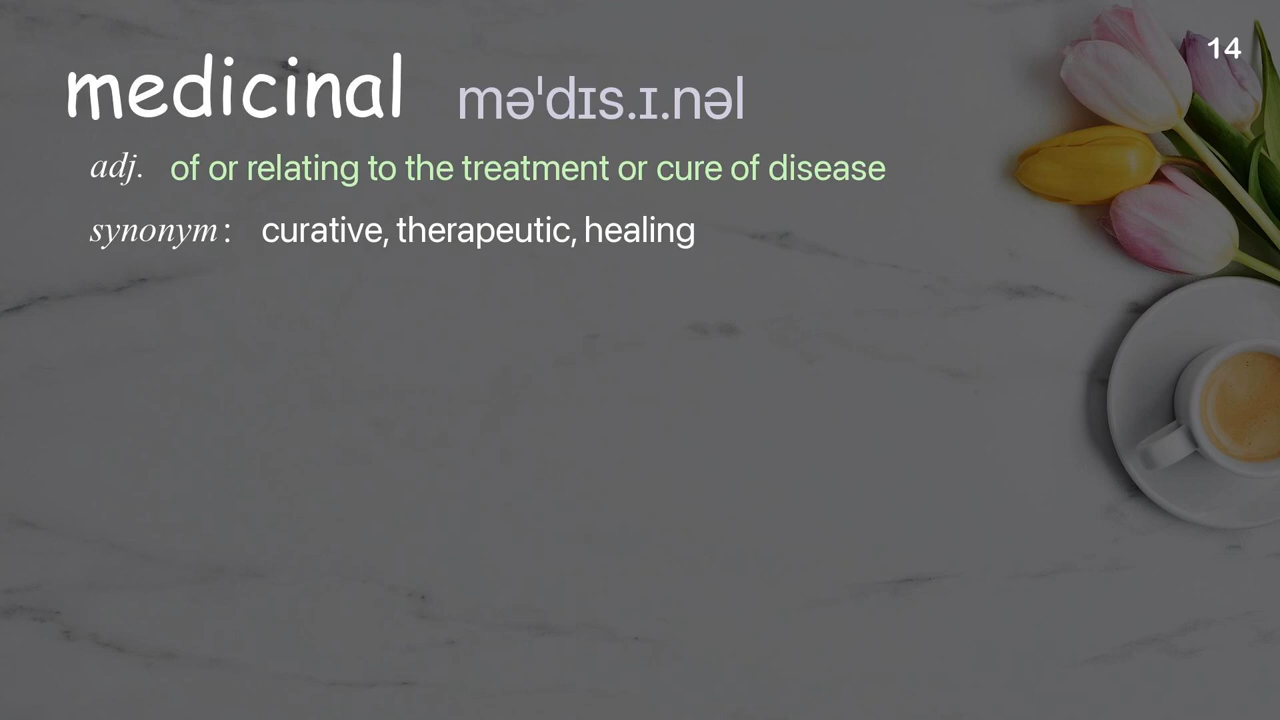 14
medicinal məˈdɪs.ɪ.nəl
adj. of or relating to the treatment or cure of disease
synonym: curative, therapeutic, healing